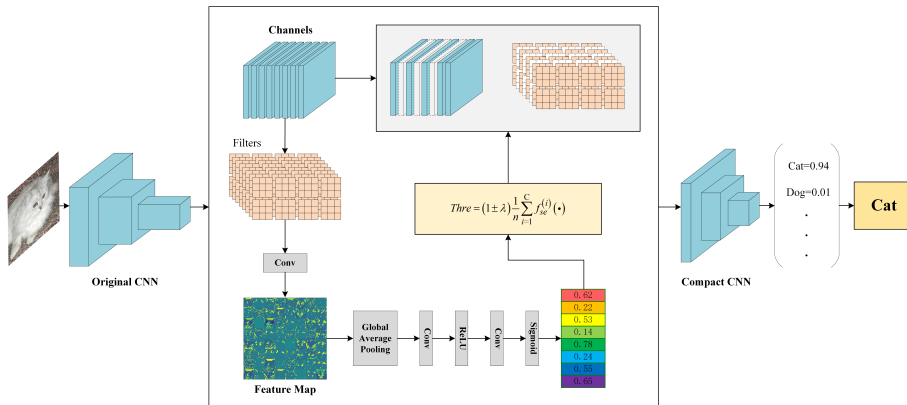 Channels
Filters
Conv
Feature Map
Global
Average
Pooling
Conv
ReLU
Conv
Sigmoid
0.62
0.22
0.53
0.14
0.78
0.24
0.55
0.65
Thre = (1 ± λ) 1/n ∑_{i=1}^{C} f_{se}^{(i)} (•)
Original CNN
Compact CNN
Cat=0.94
Dog=0.01
.
.
.
Cat